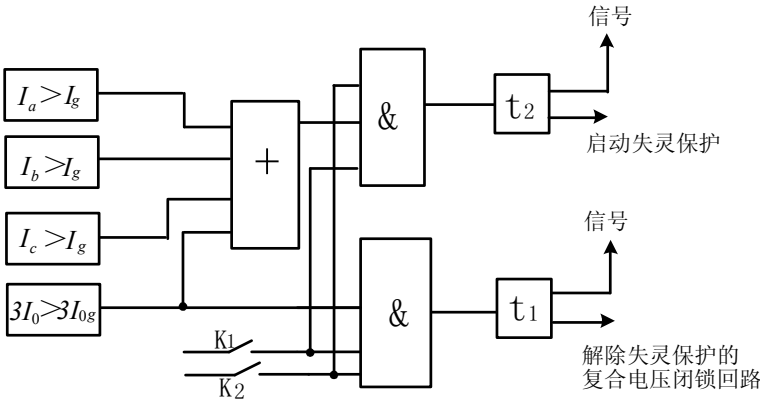 信号
Ia>Ig
&
t2
+
启动失灵保护
Ib>Ig
Ic>Ig
信号
3I0>3I0g
&
t1
K1
K2
解除失灵保护的
复合电压闭锁回路